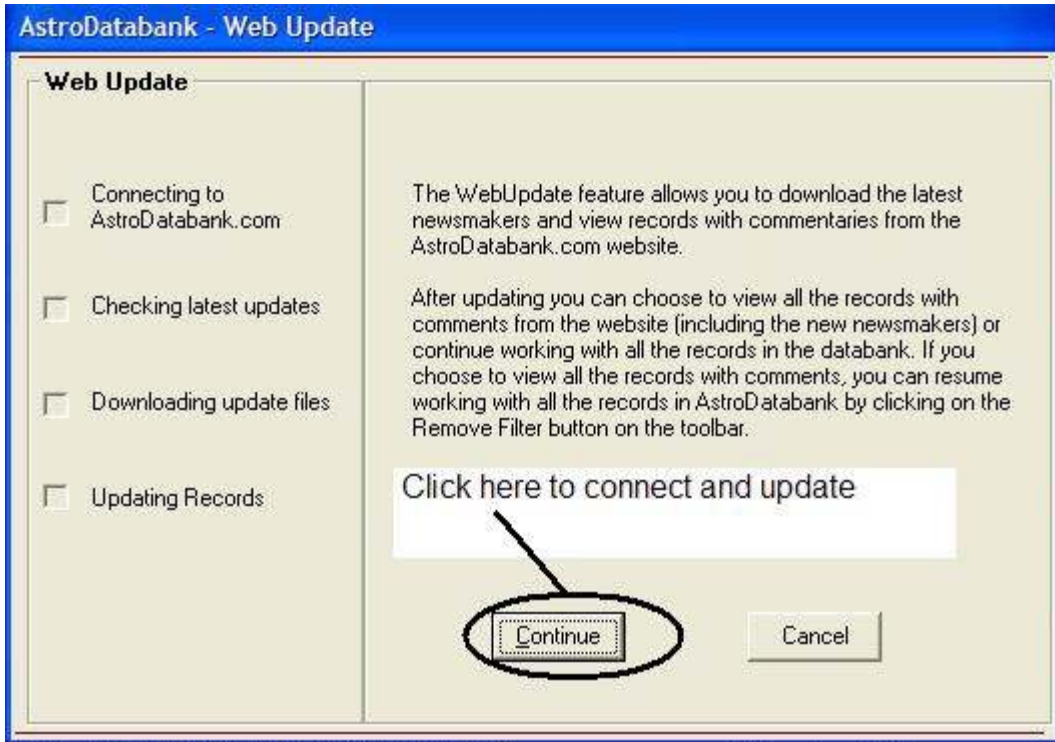 AstroDatabank - Web Update
Web Update
Connecting to
AstroDatabank.com
Checking latest updates
Downloading update files
Updating Records
The WebUpdate feature allows you to download the latest
newsmakers and view records with commentaries from the
AstroDatabank.com website.
After updating you can choose to view all the records with
comments from the website (including the new newsmakers) or
continue working with all the records in the databank. If you
choose to view all the records with comments, you can resume
working with all the records in AstroDatabank by clicking on the
Remove Filter button on the toolbar.
Click here to connect and update
Continue
Cancel